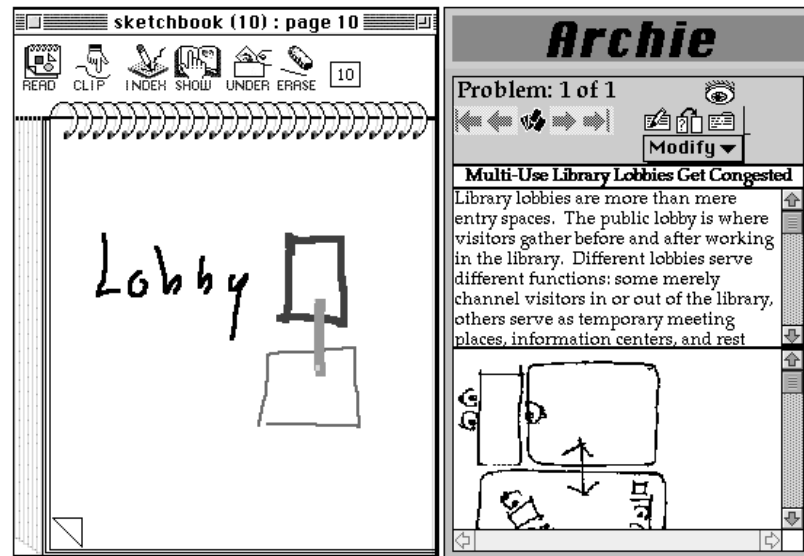 sketchbook (10) : page 10
READ CLIP INDEX SHOW UNDER ERASE 10
Lobby
Archie
Problem: 1 of 1
Modify
Multi-Use Library Lobbies Get Congested
Library lobbies are more than mere
entry spaces. The public lobby is where
visitors gather before and after working
in the library. Different lobbies serve
different functions: some merely
channel visitors in or out of the library,
others serve as temporary meeting
places, information centers, and rest